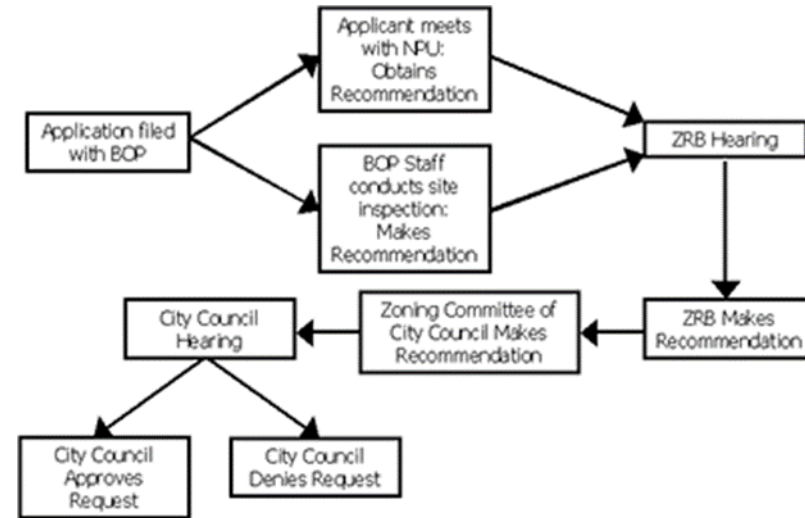 Applicant meets
with NPU:
Obtains
Recommendation
Application filed
with BOP
ZRB Hearing
BOP Staff
conducts site
inspection:
Makes
Recommendation
City Council
Hearing
Zoning Committee of
City Council Makes
Recommendation
ZRB Makes
Recommendation
City Council
Approves
Request
City Council
Denies Request